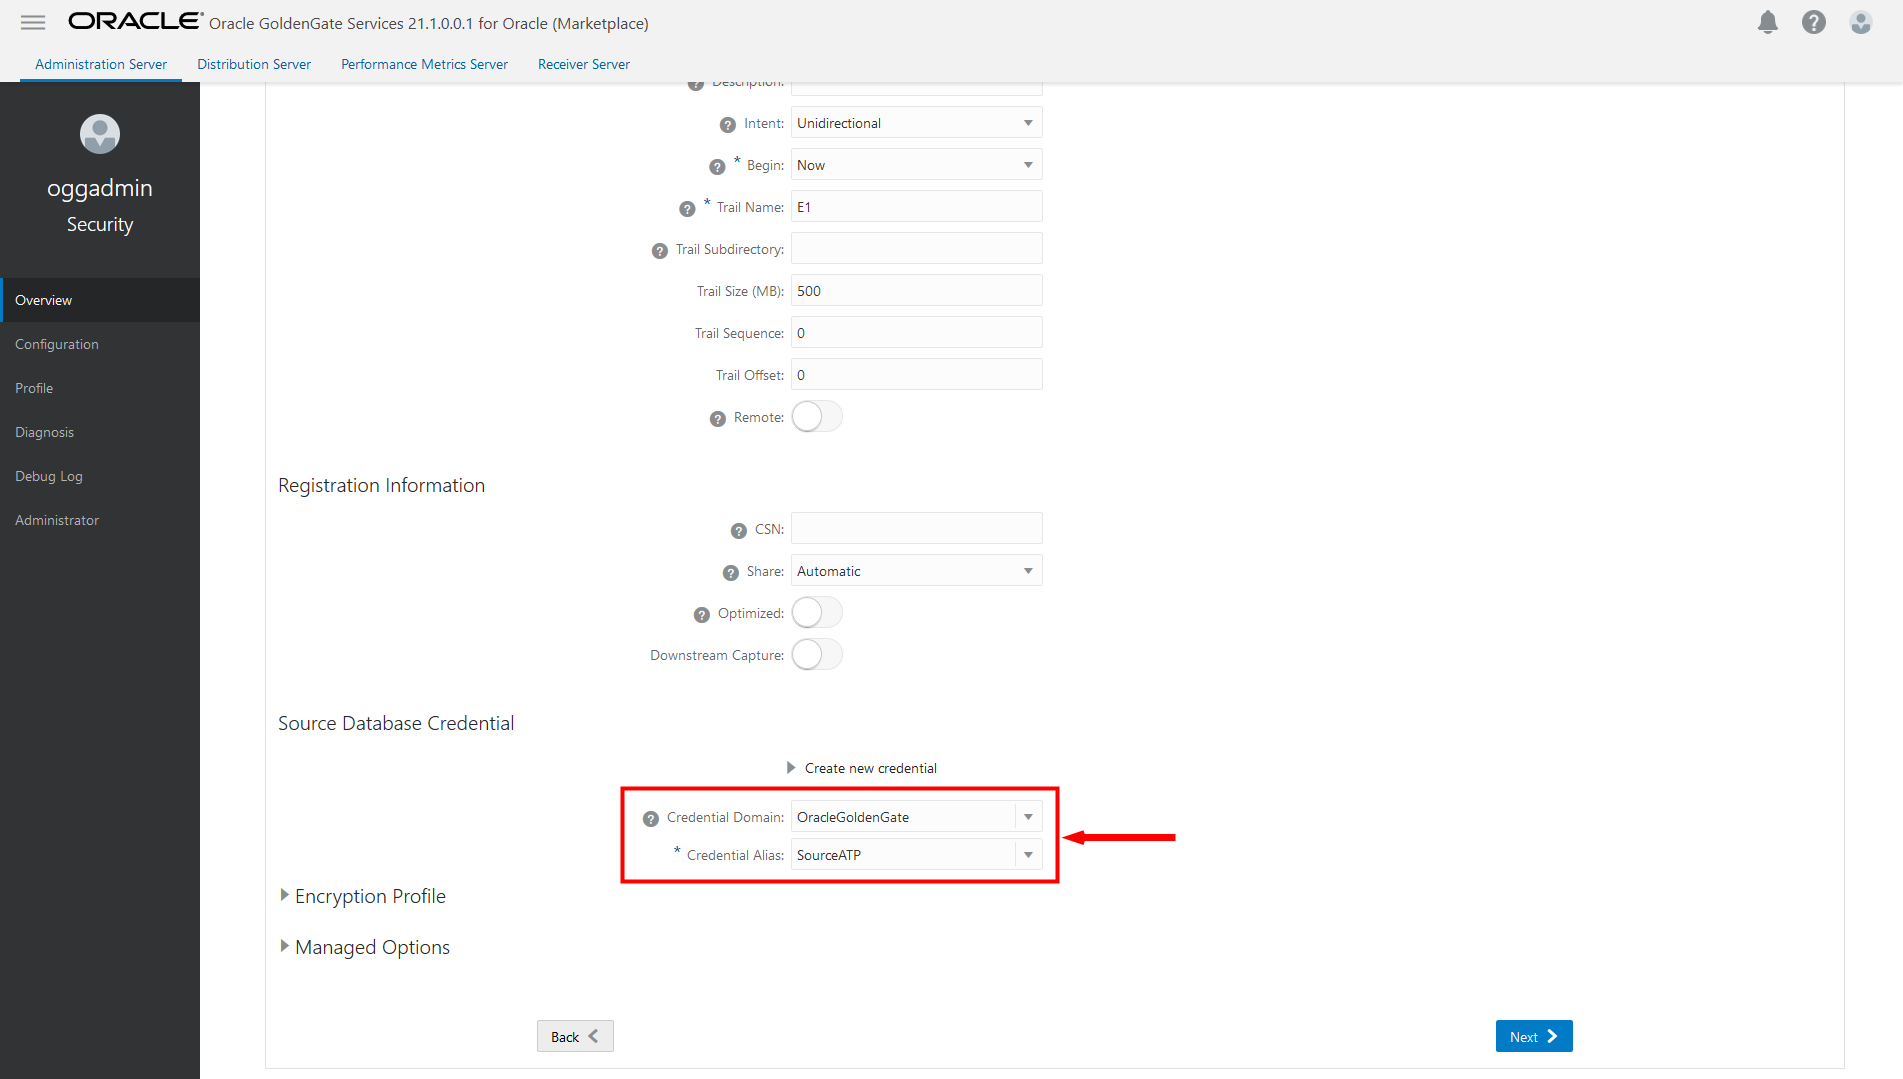 ORACLE Oracle GoldenGate Services 21.1.0.0.1 for Oracle (Marketplace)
Administration Server Distribution Server Performance Metrics Server Receiver Server
oggadmin
Security
Overview
Configuration
Profile
Diagnosis
Debug Log
Administrator
Description:
Intent: Unidirectional
* Begin: Now
* Trail Name: E1
Trail Subdirectory:
Trail Size (MB): 500
Trail Sequence: 0
Trail Offset: 0
Remote:
Registration Information
CSN:
Share: Automatic
Optimized:
Downstream Capture:
Source Database Credential
Create new credential
Credential Domain: OracleGoldenGate
* Credential Alias: SourceATP
Encryption Profile
Managed Options
Back
Next